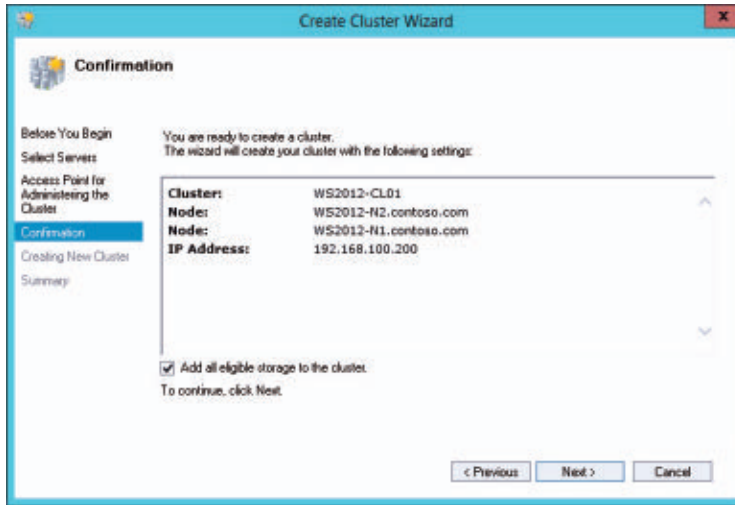 Create Cluster Wizard
x
Confirmation
Before You Begin
Select Servers
Access Point for
Administering the
Cluster
Confirmation
Creating New Cluster
Summary
You are ready to create a cluster.
The wizard will create your cluster with the following settings:
Cluster: WS2012-CL01
Node: WS2012-N2.contoso.com
Node: WS2012-N1.contoso.com
IP Address: 192.168.100.200
Add all eligible storage to the cluster.
To continue, click Next.
< Previous
Next >
Cancel